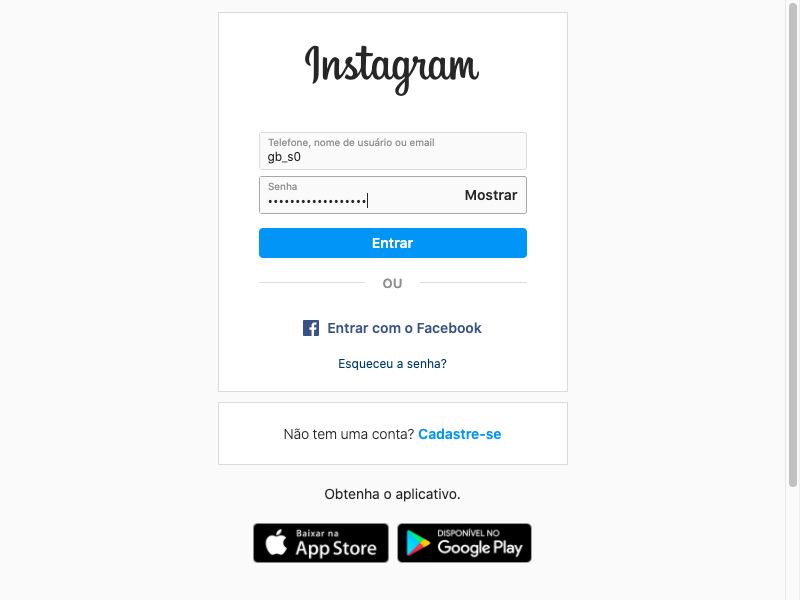 Instagram
Telefone, nome de usuário ou email
gb_s0
Senha
••••••••••••••••••
Mostrar
Entrar
OU
Entrar com o Facebook
Esqueceu a senha?
Não tem uma conta? Cadastre-se
Obtenha o aplicativo.
Baixar na
App Store
DISPONÍVEL NO
Google Play